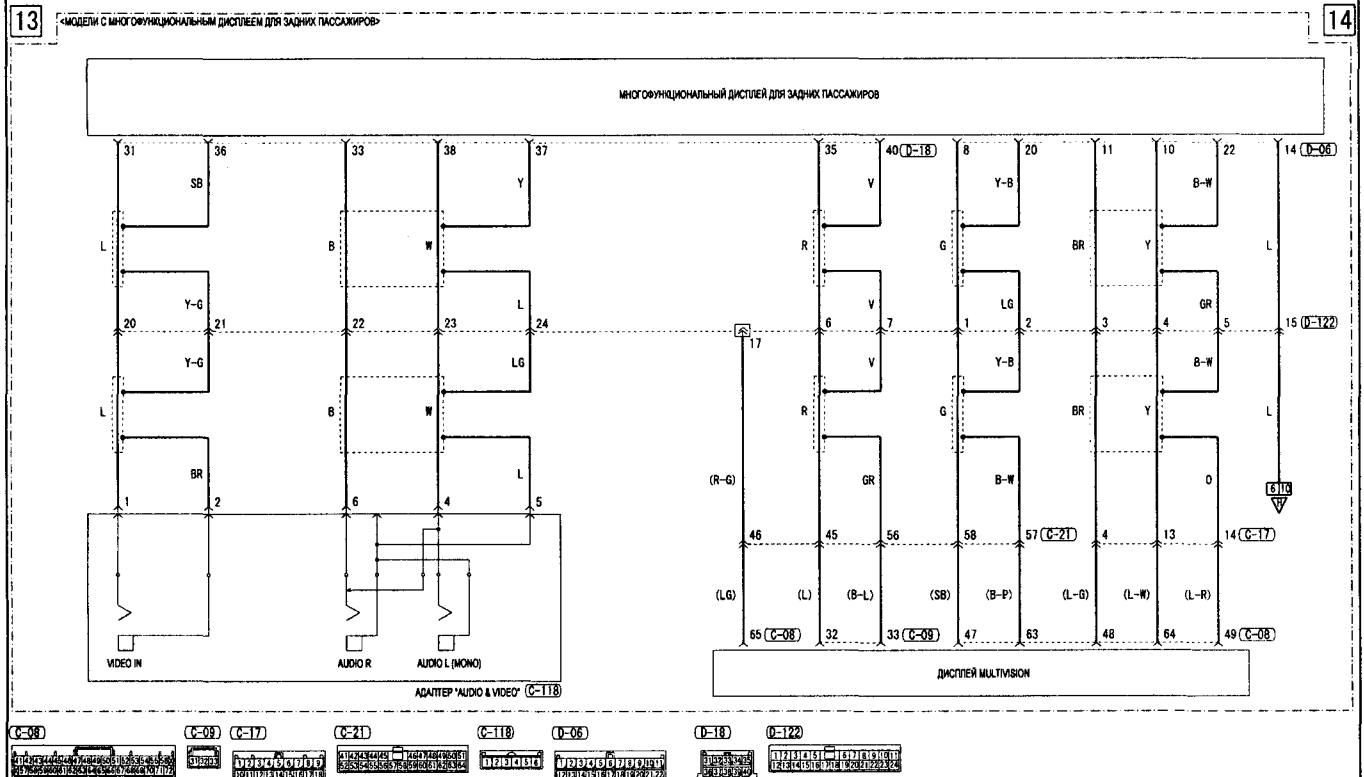 13 <МОДЕЛИ С МНОГОФУНКЦИОНАЛЬНЫМ ДИСПЛЕЕМ ДЛЯ ЗАДНИХ ПАССАЖИРОВ> 14
МНОГОФУНКЦИОНАЛЬНЫЙ ДИСПЛЕЙ ДЛЯ ЗАДНИХ ПАССАЖИРОВ
31 36 33 38 37 35 40 D-18 8 20 11 10 22 14 D-06
SB Y V Y-B B-W
L B W R G BR Y L
Y-G L V LG GR
20 21 22 23 24 17 6 7 1 2 3 4 5 15 D-122
Y-G LG V Y-B B-W
L B W R G BR Y L
BR L (R-G) GR B-W O
6 10
1 2 6 4 5 H
46 45 56 58 57 C-21 4 13 14 C-17
(LG) (L) (B-L) (SB) (B-P) (L-G) (L-W) (L-R)
65 C-08 32 33 C-09 47 63 48 64 49 C-08
VIDEO IN AUDIO R AUDIO L (MONO)
ДИСПЛЕЙ MULTIVISION
АДАПТЕР "AUDIO & VIDEO" C-118
C-08 C-09 C-17 C-21 C-118 D-06 D-18 D-122